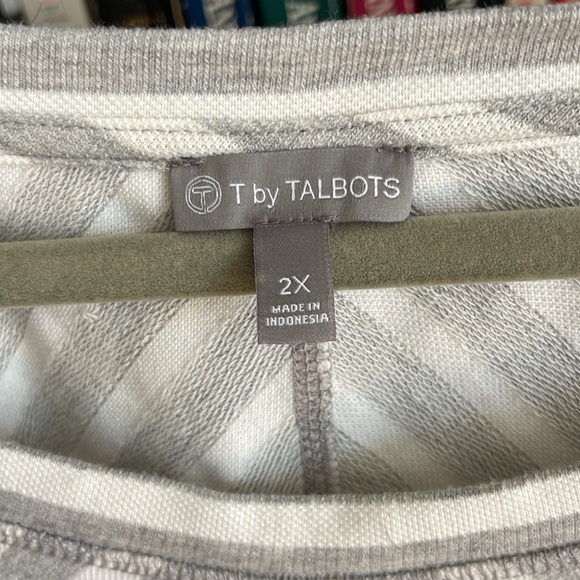 T by TALBOTS
2X
MADE IN
INDONESIA